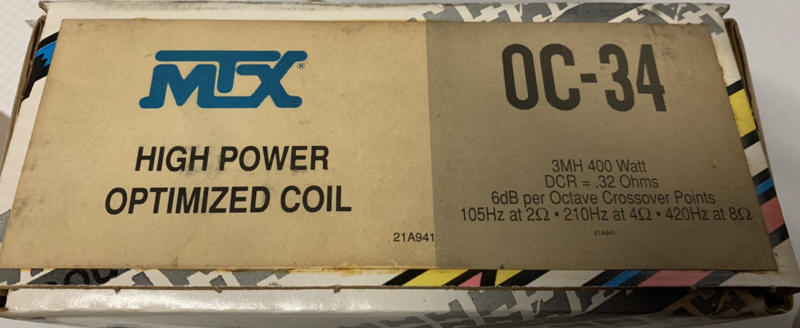 MTX®
HIGH POWER
OPTIMIZED COIL
21A941
OC-34
3MH 400 Watt
DCR = .32 Ohms
6dB per Octave Crossover Points
105Hz at 2Ω • 210Hz at 4Ω • 420Hz at 8Ω
21A941